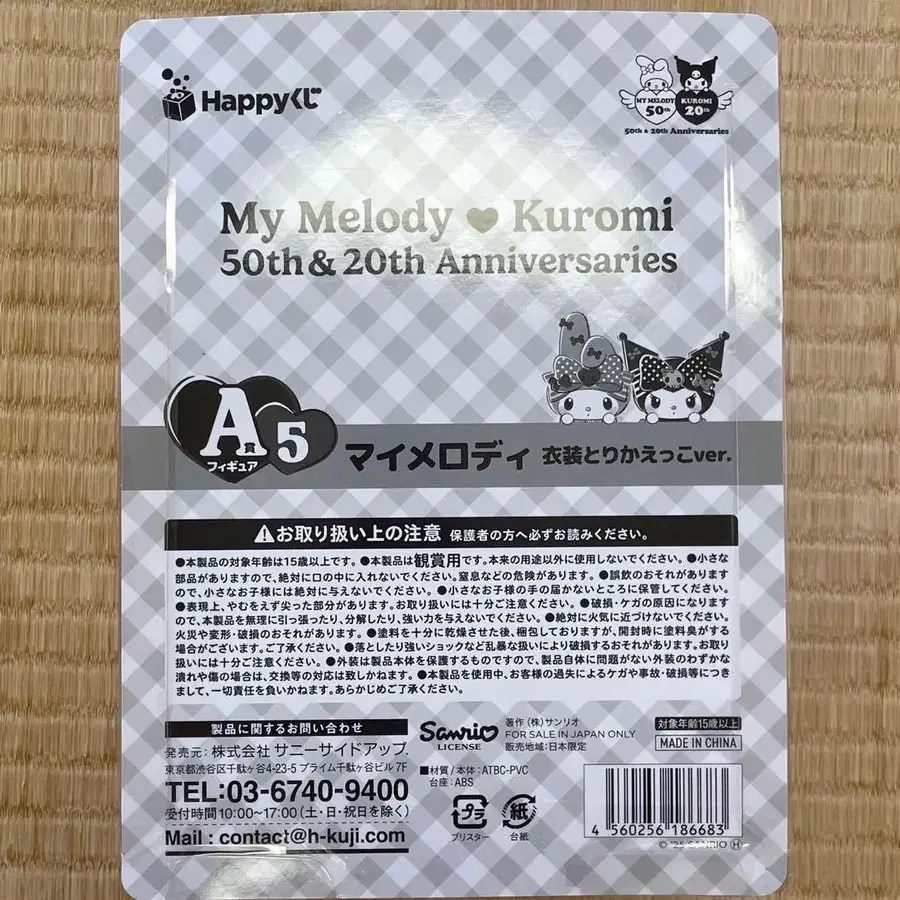 Happyくじ
MY MELODY
50th
KUROMI
20th
50th & 20th Anniversaries
My Melody ♥ Kuromi
50th & 20th Anniversaries
A賞
フィギュア
5
マイメロディ 衣装とりかえっこver.
⚠お取り扱い上の注意 保護者の方へ必ずお読みください。
●本製品の対象年齢は15歳以上です。●本製品は観賞用です。本来の用途以外に使用しないでください。●小さな
部品がありますので、絶対に口の中に入れないでください。窒息などの危険があります。●誤飲のおそれがあります
ので、小さなお子様には絶対に与えないでください。●小さなお子様の手の届かないところに保管してください。
●表現上、やむをえず尖った部分があります。お取り扱いには十分ご注意ください。●破損・ケガの原因になります
ので、本製品を無理に引っ張ったり、分解したり、強い力を与えないでください。●絶対に火気に近づけないでください。
火災や変形・破損のおそれがあります。●塗料を十分に乾燥させた後、梱包しておりますが、開封時に塗料臭がする
場合がございます。ご了承ください。●落としたり強いショックなど乱暴な扱いにより破損するおそれがあります。お取り
扱いには十分ご注意ください。●外装は製品本体を保護するものですので、製品自体に問題がない外装のわずかな
潰れや傷の場合は、交換等の対応は致しかねます。●本製品を使用中、お客様の過失によるケガや事故・破損等につき
まして、一切責任を負いかねます。あらかじめご了承ください。
製品に関するお問い合わせ
発売元：株式会社 サニーサイドアップ
東京都渋谷区千駄ヶ谷4-23-5 プライム千駄ヶ谷ビル 7F
TEL:03-6740-9400
受付時間10:00~17:00(土・日・祝日を除く)
Mail : contact@h-kuji.com
Sanrio
LICENSE
著作 (株)サンリオ
FOR SALE IN JAPAN ONLY
販売地域:日本限定
■材質/本体：ATBC-PVC
台座：ABS
プラ
ブリスター
紙
台紙
対象年齢15歳以上
MADE IN CHINA
4 560256 186683
© '25 SANRIO Ⓗ